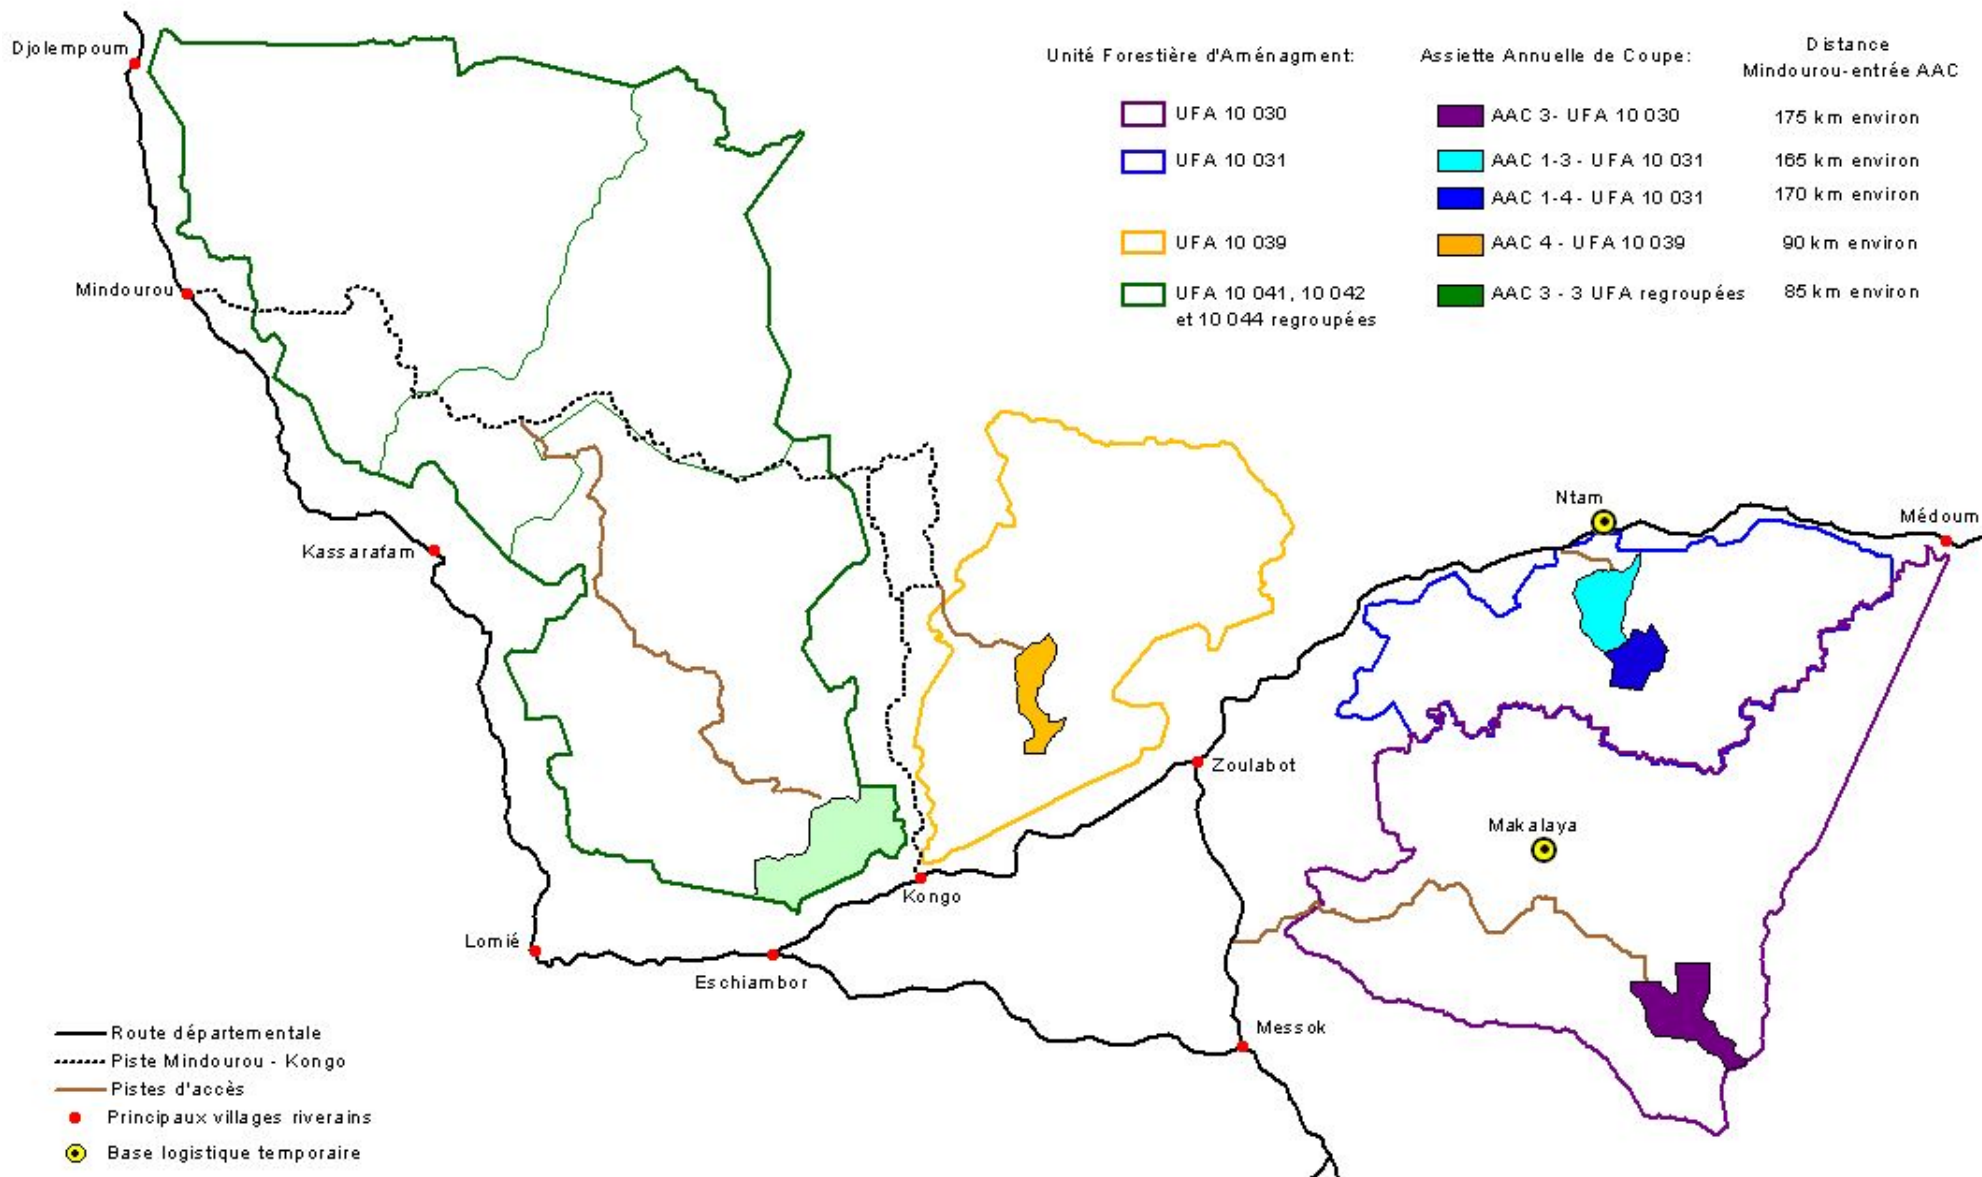 Djolempoum
Unité Forestière d'Aménagment:
Assiette Annuelle de Coupe:
Distance
Mindourou-entrée AAC
UFA 10 030
AAC 3- UFA 10 030
175 km environ
UFA 10 031
AAC 1-3 - UFA 10 031
165 km environ
AAC 1-4 - UFA 10 031
170 km environ
UFA 10 039
AAC 4 - UFA 10 039
90 km environ
UFA 10 041, 10 042
et 10 044 regroupées
AAC 3 - 3 UFA regroupées
85 km environ
Mindourou
Ntam
Médoum
Kassarafam
Zoulabot
Makalaya
Kongo
Lomié
Eschiambor
Messok
Route départementale
Piste Mindourou - Kongo
Pistes d'accès
Principaux villages riverains
Base logistique temporaire